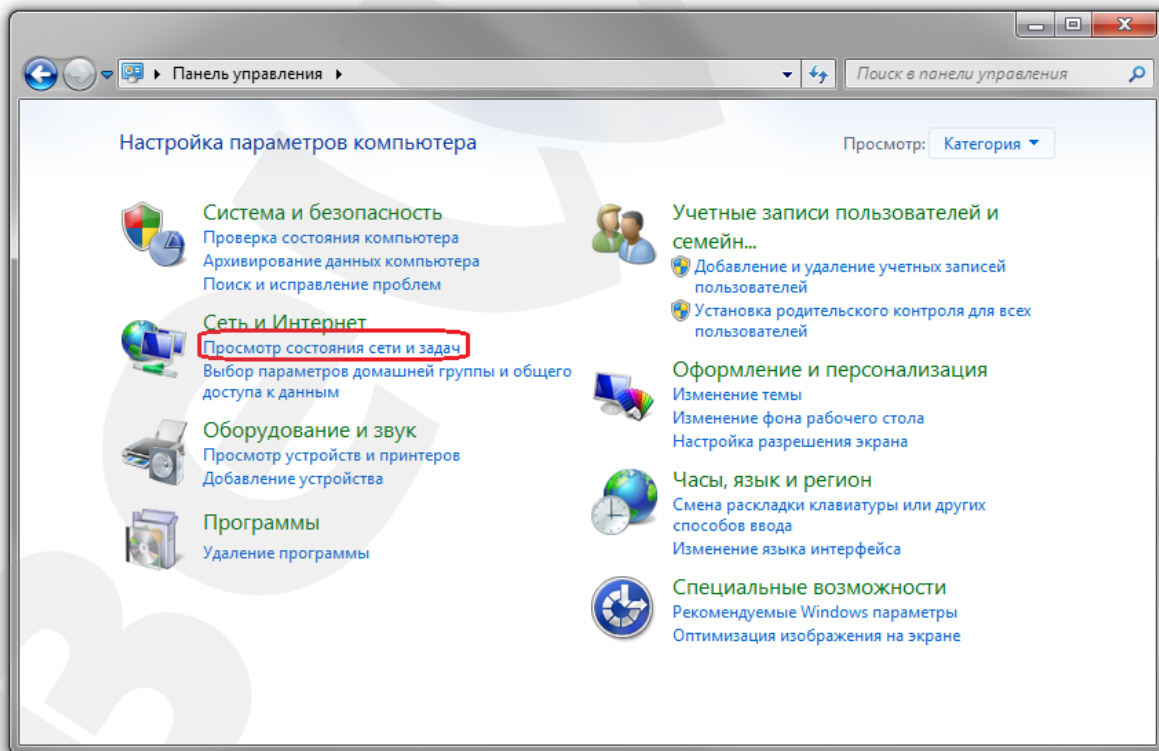 Панель управления
Поиск в панели управления
Настройка параметров компьютера
Просмотр: Категория
Система и безопасность
Проверка состояния компьютера
Архивирование данных компьютера
Поиск и исправление проблем
Сеть и Интернет
Просмотр состояния сети и задач
Выбор параметров домашней группы и общего
доступа к данным
Оборудование и звук
Просмотр устройств и принтеров
Добавление устройства
Программы
Удаление программы
Учетные записи пользователей и
семейн...
Добавление и удаление учетных записей
пользователей
Установка родительского контроля для всех
пользователей
Оформление и персонализация
Изменение темы
Изменение фона рабочего стола
Настройка разрешения экрана
Часы, язык и регион
Смена раскладки клавиатуры или других
способов ввода
Изменение языка интерфейса
Специальные возможности
Рекомендуемые Windows параметры
Оптимизация изображения на экране